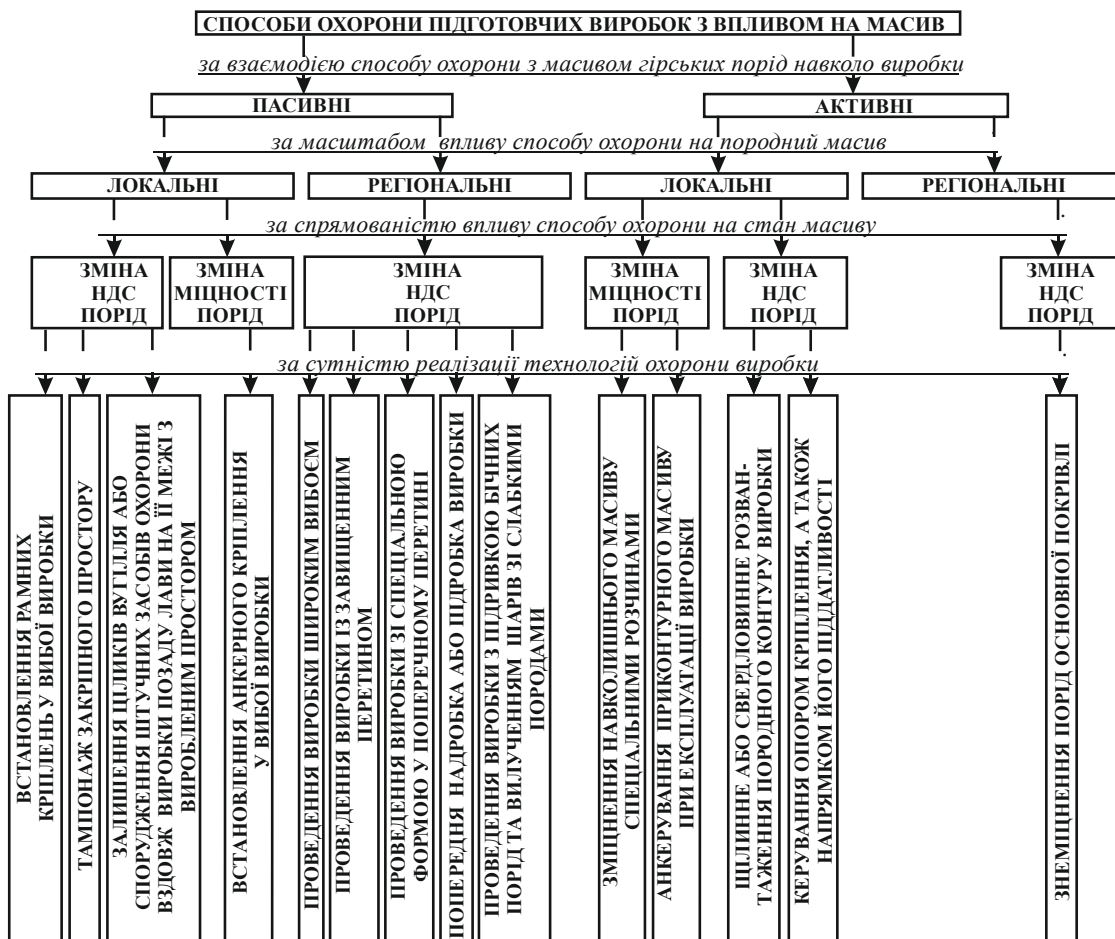 СПОСОБИ ОХОРОНИ ПІДГОТОВЧИХ ВИРОБОК З ВПЛИВОМ НА МАСИВ
за взаємодією способу охорони з масивом гірських порід навколо виробки
ПАСИВНІ
АКТИВНІ
за масштабом впливу способу охорони на породний масив
ЛОКАЛЬНІ
РЕГІОНАЛЬНІ
ЛОКАЛЬНІ
РЕГІОНАЛЬНІ
за спрямованістю впливу способу охорони на стан масиву
ЗМІНА
НДС
ПОРІД
ЗМІНА
МІЦНОСТІ
ПОРІД
ЗМІНА
НДС
ПОРІД
ЗМІНА
МІЦНОСТІ
ПОРІД
ЗМІНА
НДС
ПОРІД
ЗМІНА
НДС
ПОРІД
за сутністю реалізації технологій охорони виробки
ВСТАНОВЛЕННЯ РАМНИХ
КРІПЛЕНЬ У ВИБОЇ ВИРОБКИ
ТАМПОНАЖ ЗАКРІПНОГО ПРОСТОРУ
ЗАЛИШЕННЯ ЦІЛИКІВ ВУГІЛЛЯ АБО
СПОРУДЖЕННЯ ШТУЧНИХ ЗАСОБІВ ОХОРОНИ
ВЗДОВЖ ВИРОБКИ ПОЗАДУ ЛАВИ НА ЇЇ МЕЖІ З
ВИРОБЛЕНИМ ПРОСТОРОМ
ВСТАНОВЛЕННЯ АНКЕРНОГО КРІПЛЕННЯ
У ВИБОЇ ВИРОБКИ
ПРОВЕДЕННЯ ВИРОБКИ ШИРОКИМ ВИБОЄМ
ПРОВЕДЕННЯ ВИРОБКИ ІЗ ЗАВИЩЕННИМ
ПЕРЕТИНОМ
ПРОВЕДЕННЯ ВИРОБКИ ЗІ СПЕЦІАЛЬНОЮ
ФОРМОЮ У ПОПЕРЕЧНОМУ ПЕРЕТИНІ
ПОПЕРЕДНЯ НАДРОБКА АБО ПІДРОБКА ВИРОБКИ
ПРОВЕДЕННЯ ВИРОБКИ З ПІДРИВКОЮ БІЧНИХ
ПОРІД ТА ВИЛУЧЕННЯМ ШАРІВ ЗІ СЛАБКИМИ
ПОРОДАМИ
ЗМІЦНЕННЯ НАВКОЛИШНЬОГО МАСИВУ
СПЕЦІАЛЬНИМИ РОЗЧИНАМИ
АНКЕРУВАННЯ ПРИКОНТУРНОГО МАСИВУ
ПРИ ЕКСПЛУАТАЦІЇ ВИРОБКИ
ЩІЛИННЕ АБО СВЕРДЛОВИННЕ РОЗВАН-
ТАЖЕННЯ ПОРОДНОГО КОНТУРУ ВИРОБКИ
КЕРУВАННЯ ОПОРОМ КРІПЛЕННЯ, А ТАКОЖ
НАПРЯМКОМ ЙОГО ПІДДАТЛИВОСТІ
ЗНЕМІЦНЕННЯ ПОРІД ОСНОВНОЇ ПОКРІВЛІ